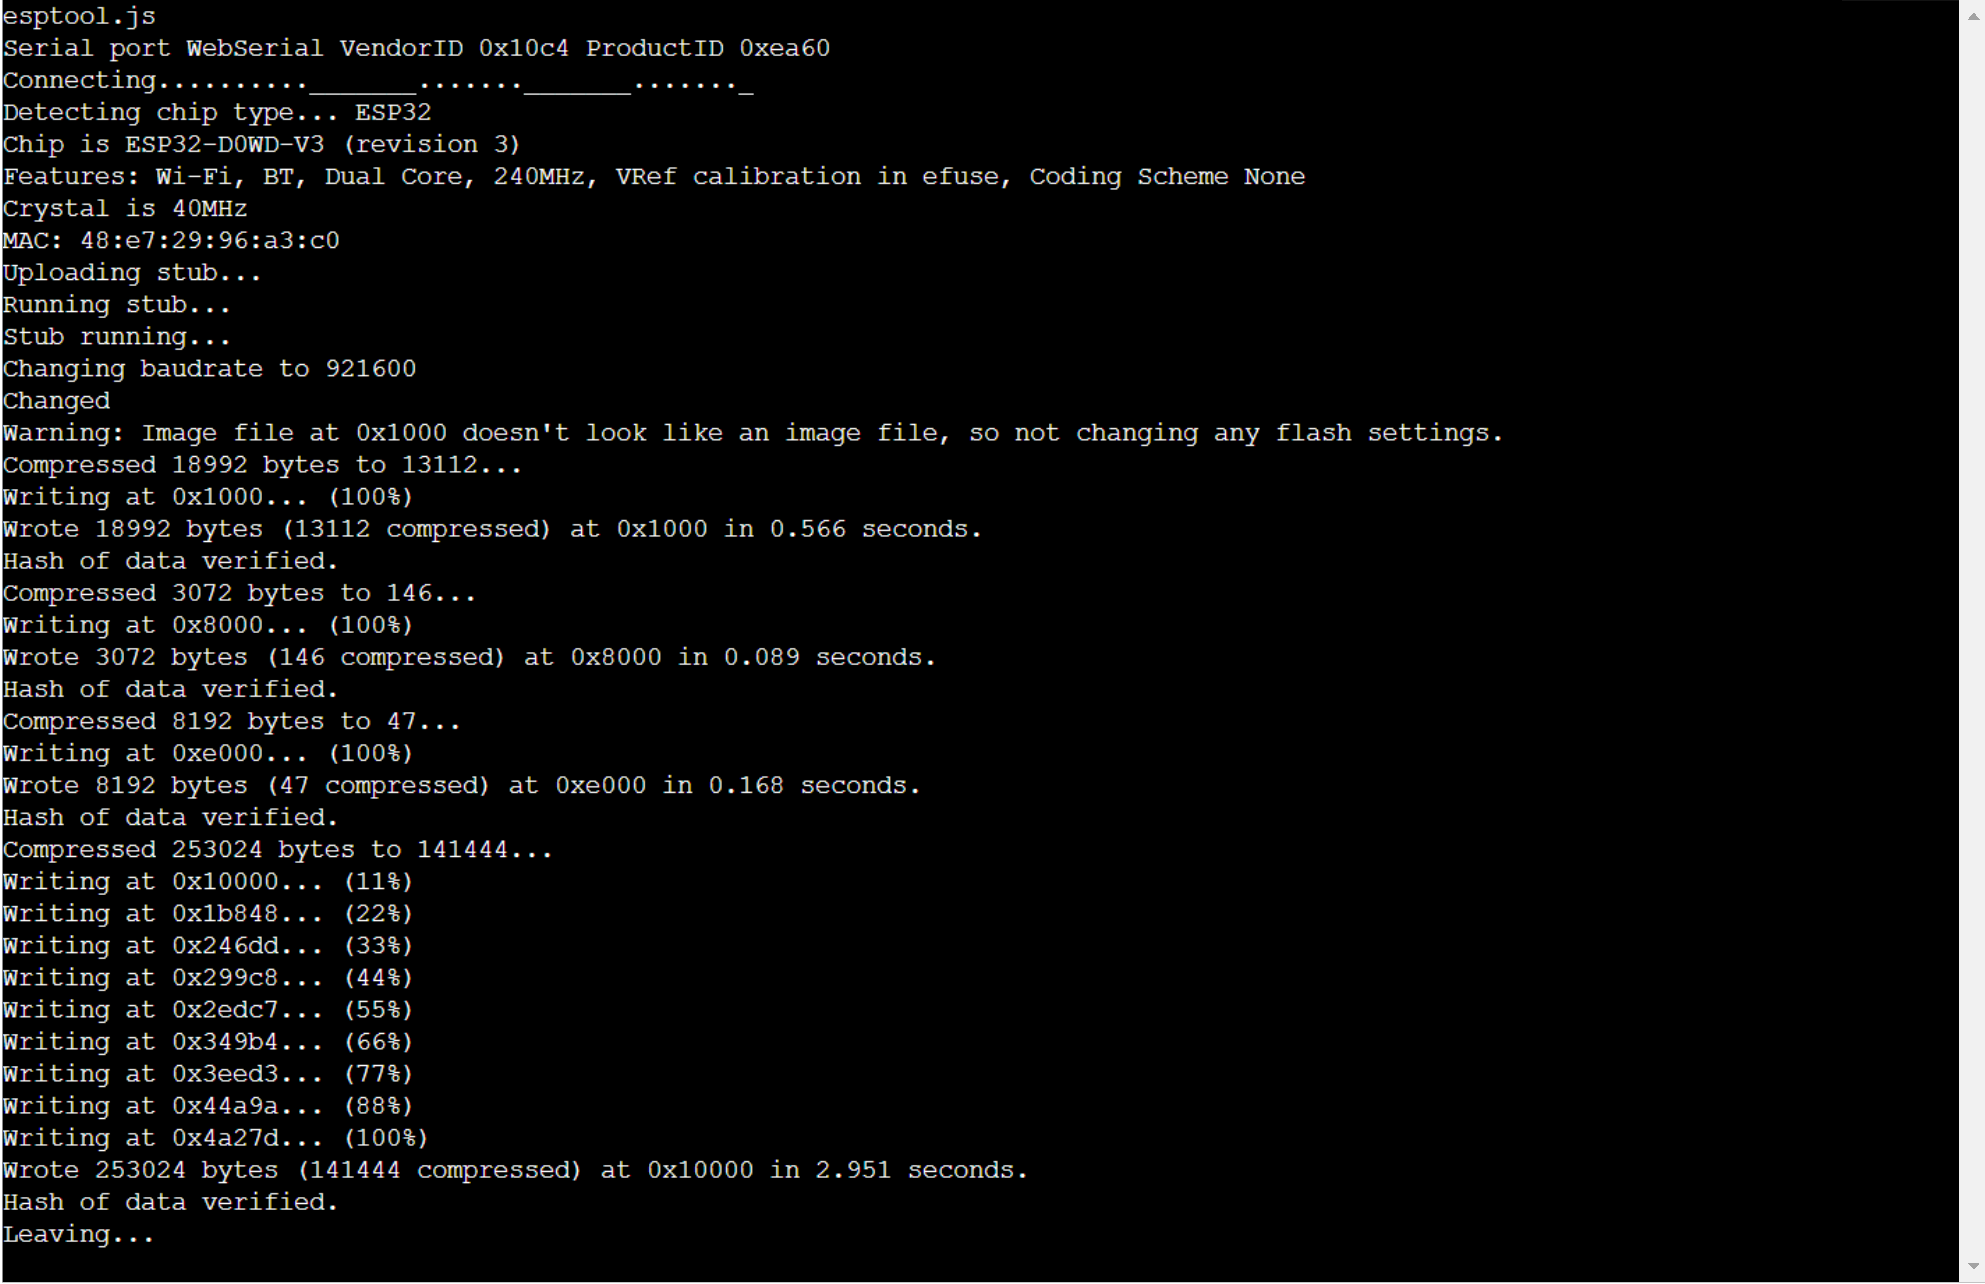 esptool.js
Serial port WebSerial VendorID 0x10c4 ProductID 0xea60
Connecting.........._______......._______......._
Detecting chip type... ESP32
Chip is ESP32-D0WD-V3 (revision 3)
Features: Wi-Fi, BT, Dual Core, 240MHz, VRef calibration in efuse, Coding Scheme None
Crystal is 40MHz
MAC: 48:e7:29:96:a3:c0
Uploading stub...
Running stub...
Stub running...
Changing baudrate to 921600
Changed
Warning: Image file at 0x1000 doesn't look like an image file, so not changing any flash settings.
Compressed 18992 bytes to 13112...
Writing at 0x1000... (100%)
Wrote 18992 bytes (13112 compressed) at 0x1000 in 0.566 seconds.
Hash of data verified.
Compressed 3072 bytes to 146...
Writing at 0x8000... (100%)
Wrote 3072 bytes (146 compressed) at 0x8000 in 0.089 seconds.
Hash of data verified.
Compressed 8192 bytes to 47...
Writing at 0xe000... (100%)
Wrote 8192 bytes (47 compressed) at 0xe000 in 0.168 seconds.
Hash of data verified.
Compressed 253024 bytes to 141444...
Writing at 0x10000... (11%)
Writing at 0x1b848... (22%)
Writing at 0x246dd... (33%)
Writing at 0x299c8... (44%)
Writing at 0x2edc7... (55%)
Writing at 0x349b4... (66%)
Writing at 0x3eed3... (77%)
Writing at 0x44a9a... (88%)
Writing at 0x4a27d... (100%)
Wrote 253024 bytes (141444 compressed) at 0x10000 in 2.951 seconds.
Hash of data verified.
Leaving...